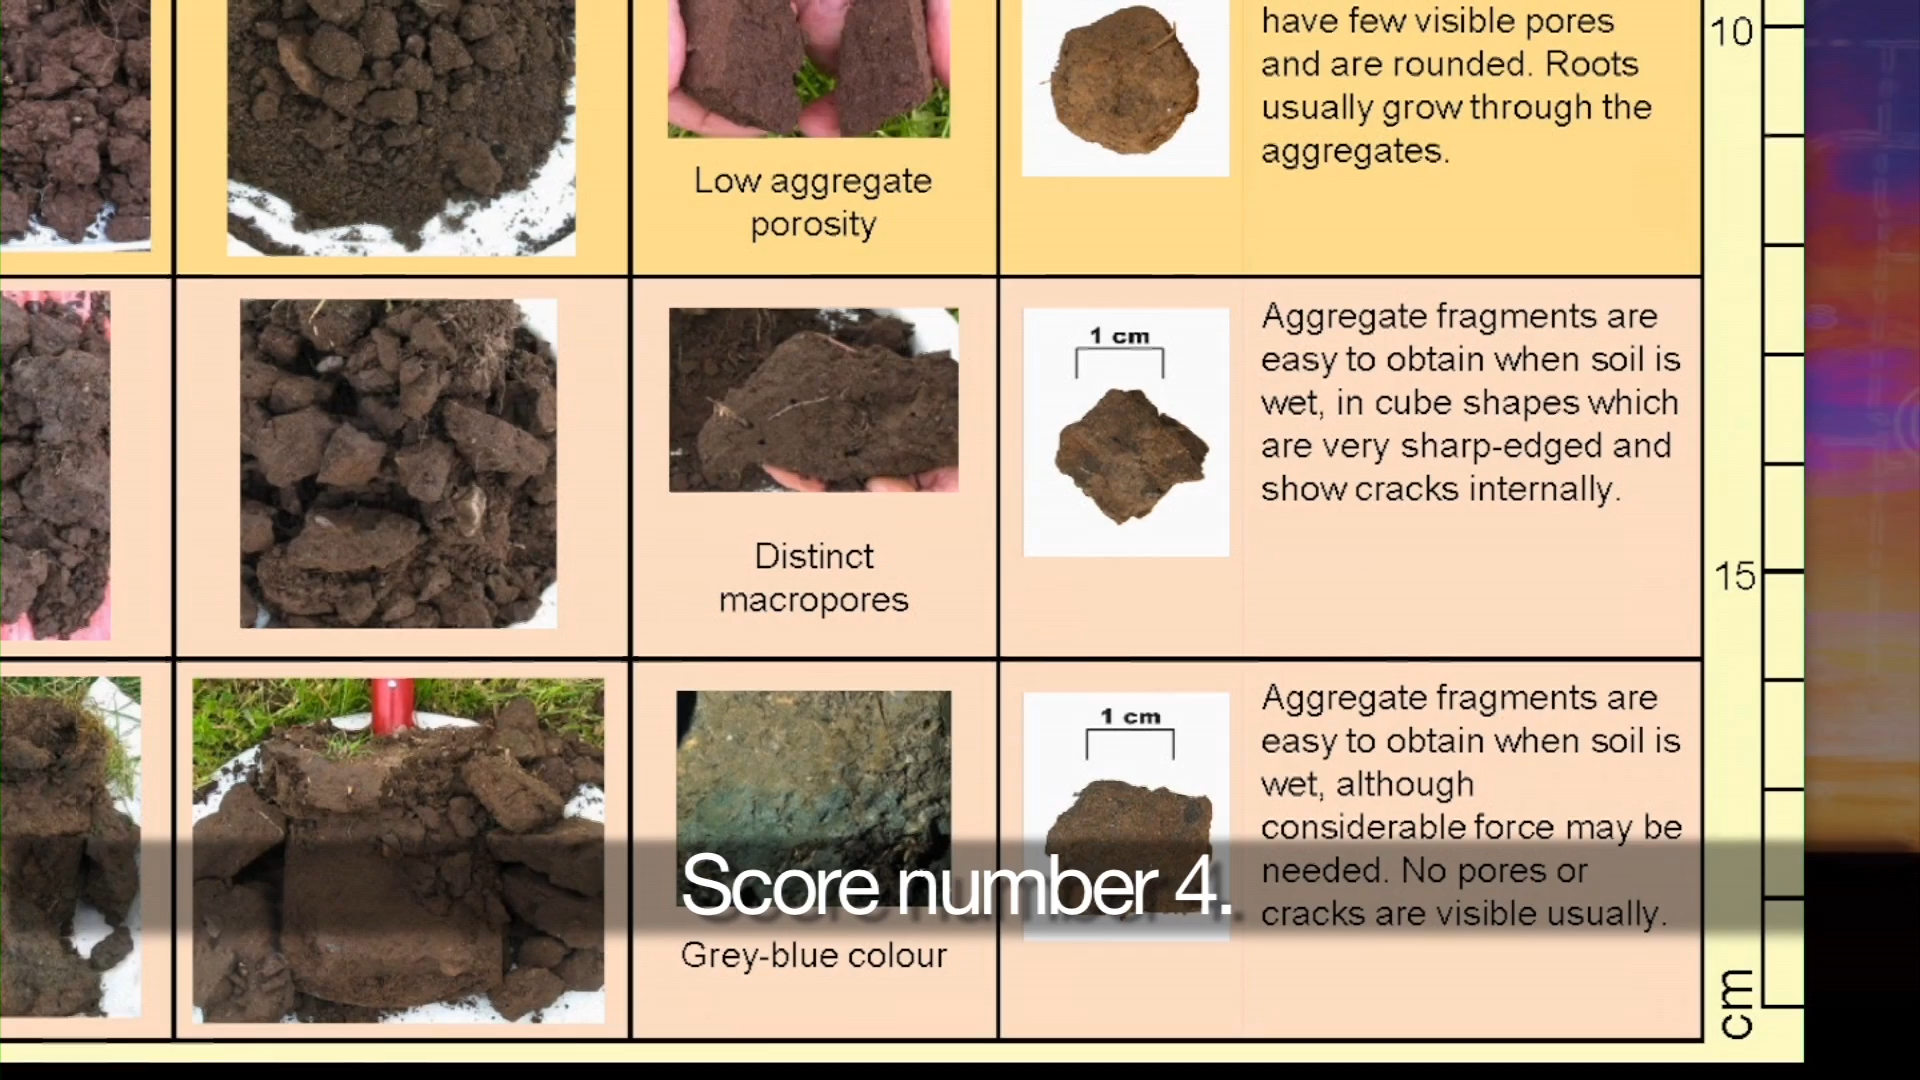 have few visible pores
and are rounded. Roots
usually grow through the
aggregates.
Low aggregate
porosity
10
1 cm
Aggregate fragments are
easy to obtain when soil is
wet, in cube shapes which
are very sharp-edged and
show cracks internally.
Distinct
macropores
15
1 cm
Aggregate fragments are
easy to obtain when soil is
wet, although
considerable force may be
needed. No pores or
cracks are visible usually.
Score number 4.
Grey-blue colour
cm